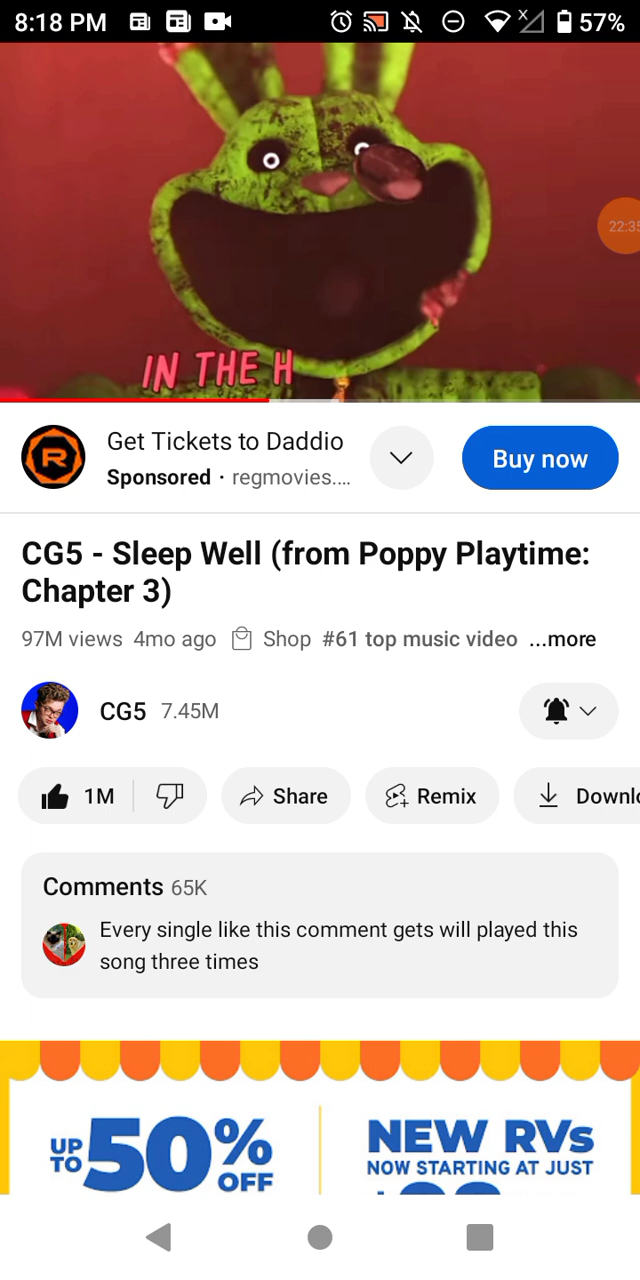 8:18 PM
57%
22:35
IN THE H
Get Tickets to Daddio
Sponsored · regmovies....
Buy now
CG5 - Sleep Well (from Poppy Playtime:
Chapter 3)
97M views 4mo ago Shop #61 top music video ...more
CG5 7.45M
1M
Share
Remix
Downlo
Comments 65K
Every single like this comment gets will played this
song three times
UP
TO
50%
OFF
NEW RVs
NOW STARTING AT JUST